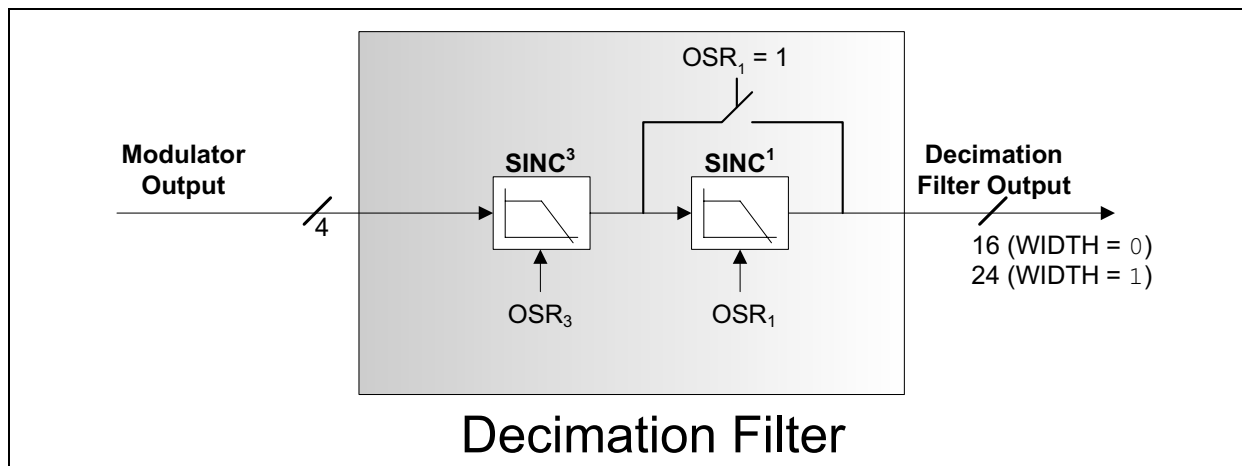 OSR₁ = 1
Modulator
Output
SINC³
SINC¹
Decimation
Filter Output
4
16 (WIDTH = 0)
24 (WIDTH = 1)
OSR₃
OSR₁
Decimation Filter